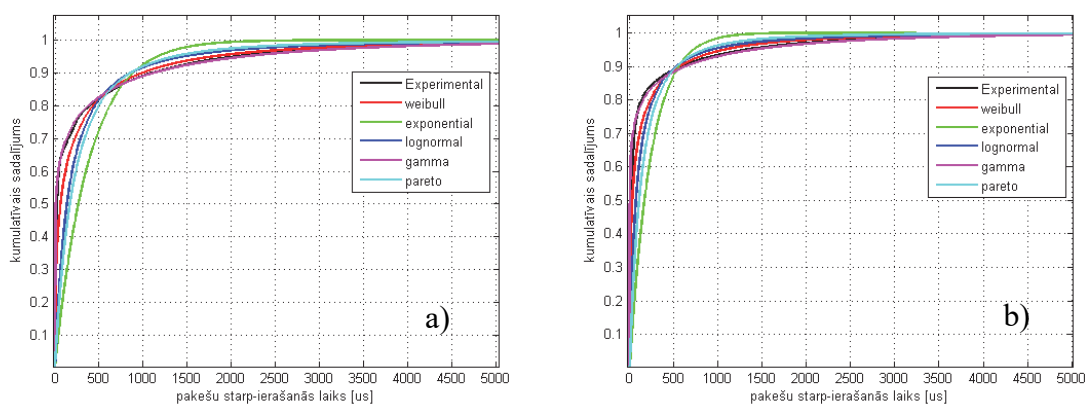 kumulatīvais sadalījums
1
0.9
0.8
0.7
0.6
0.5
0.4
0.3
0.2
0.1
Experimental
weibull
exponential
lognormal
gamma
pareto
a)
0 500 1000 1500 2000 2500 3000 3500 4000 4500 5000
pakešu starp-ierašanās laiks [us]
kumulatīvais sadalījums
1
0.9
0.8
0.7
0.6
0.5
0.4
0.3
0.2
0.1
Experimental
weibull
exponential
lognormal
gamma
pareto
b)
0 500 1000 1500 2000 2500 3000 3500 4000 4500 5000
pakešu starp-ierašanās laiks [us]